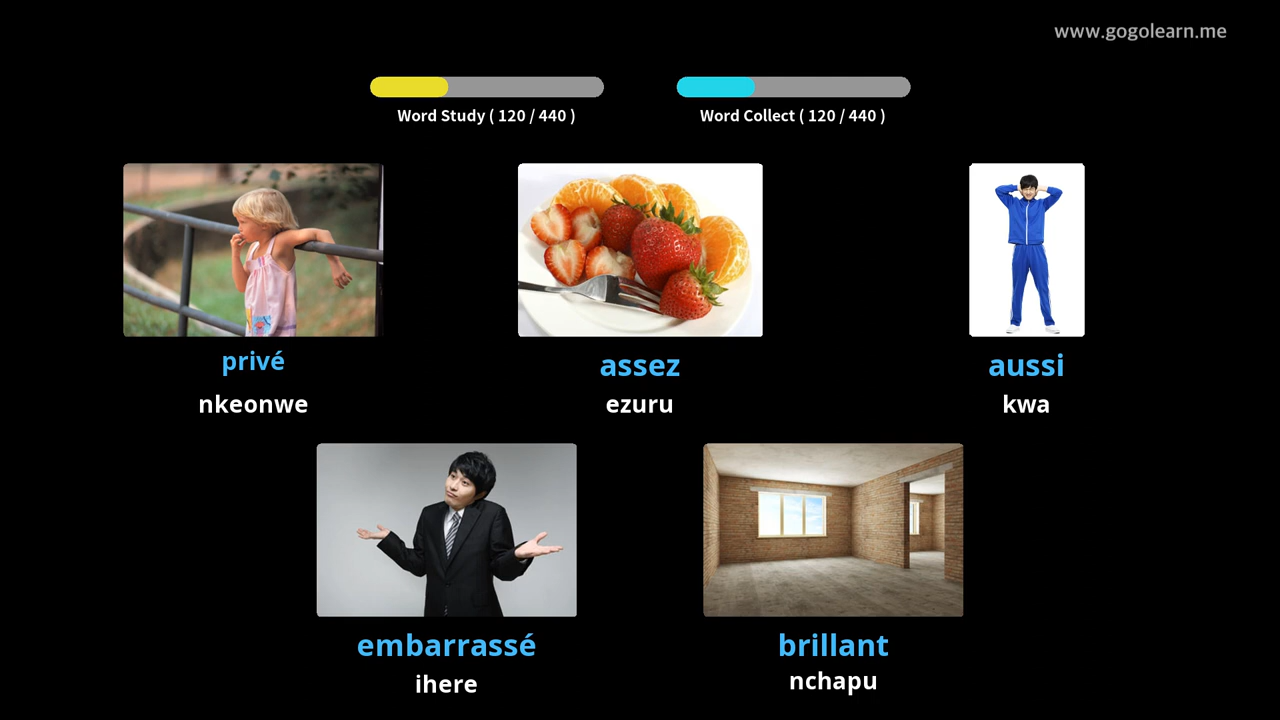 www.gogolearn.me
Word Study ( 120 / 440 )
Word Collect ( 120 / 440 )
privé
nkeonwe
assez
ezuru
aussi
kwa
embarrassé
ihere
brillant
nchapu